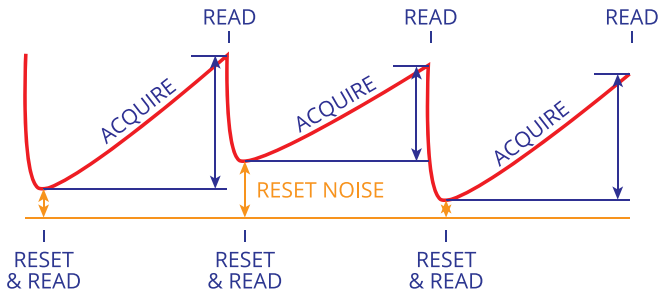 READ
READ
READ
ACQUIRE
ACQUIRE
ACQUIRE
RESET NOISE
RESET
& READ
RESET
& READ
RESET
& READ